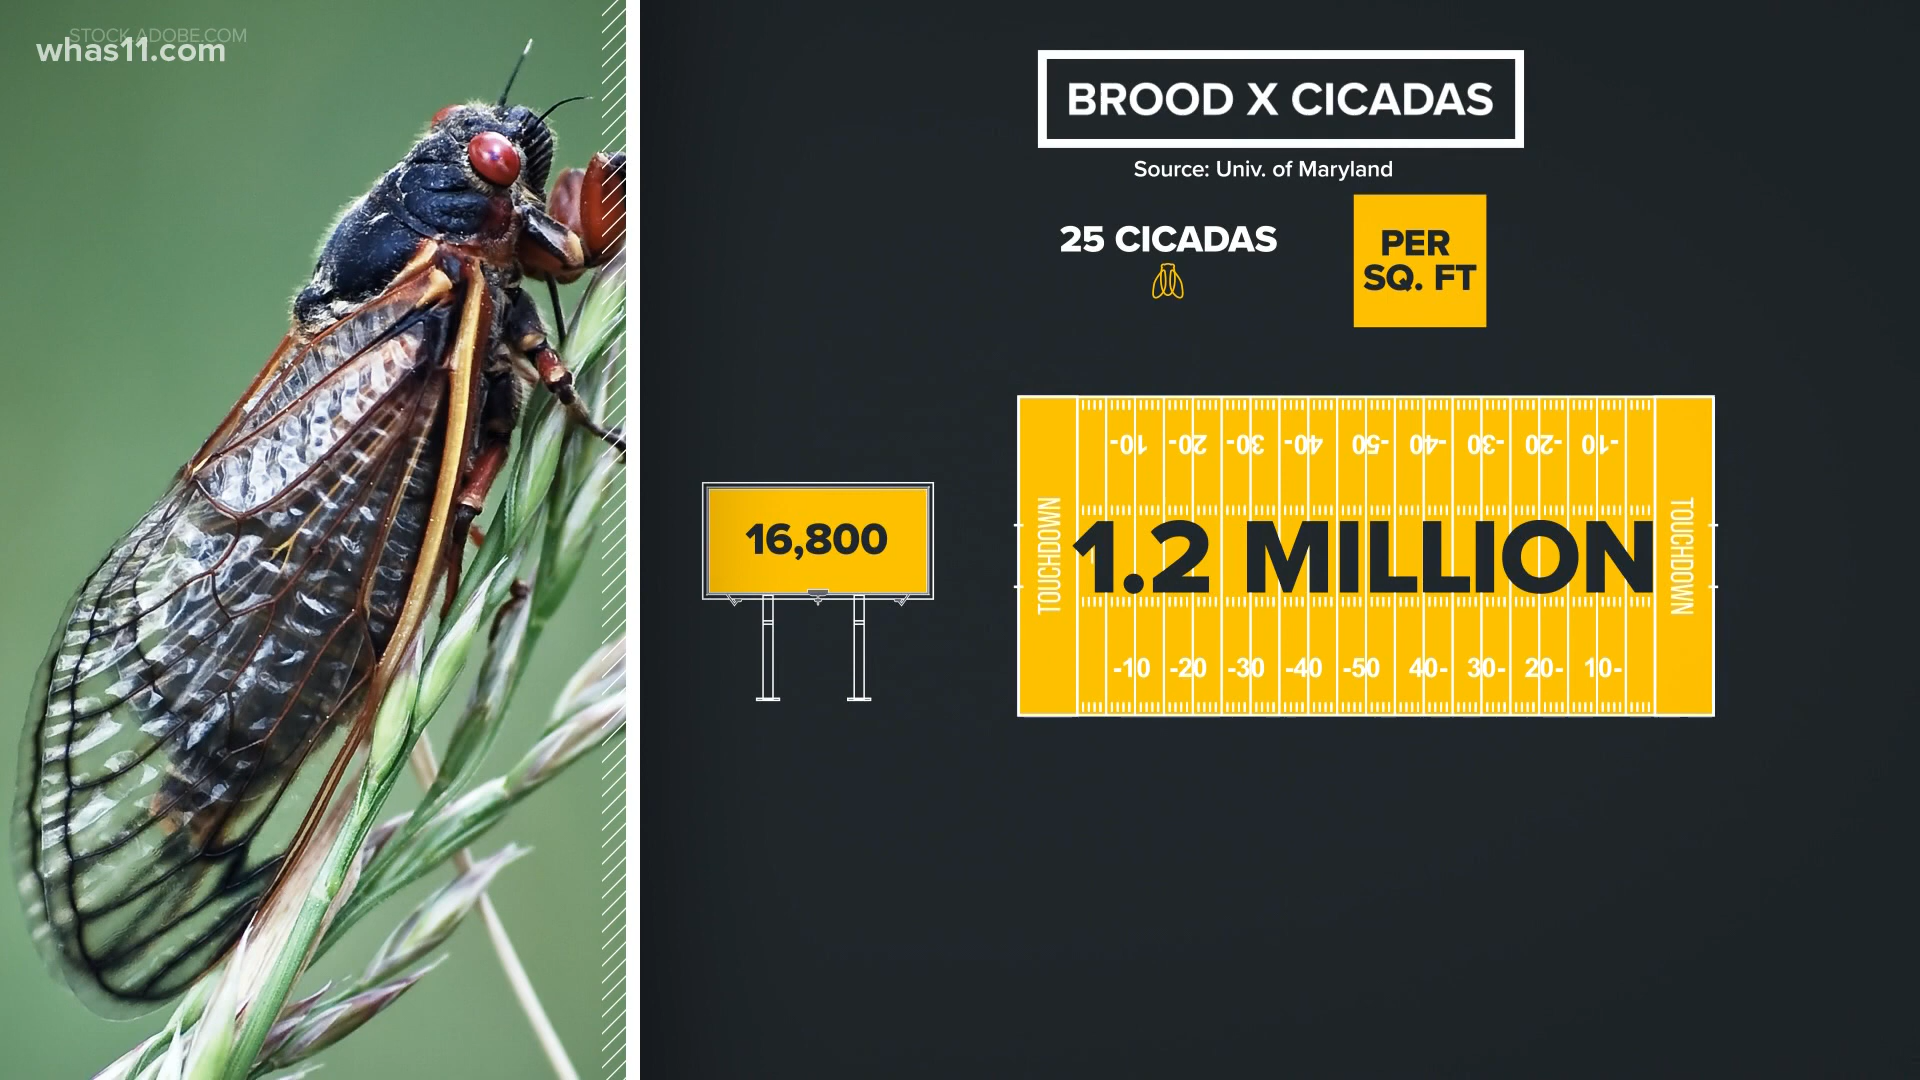 STOCK.ADOBE.COM
whas11.com
BROOD X CICADAS
Source: Univ. of Maryland
25 CICADAS
PER
SQ. FT
16,800
-10 -20 -30 -40 50- 40- 30- 20- 10-
TOUCHDOWN
1.2 MILLION
TOUCHDOWN
-10 -20 -30 -40 -50 40- 30- 20- 10-